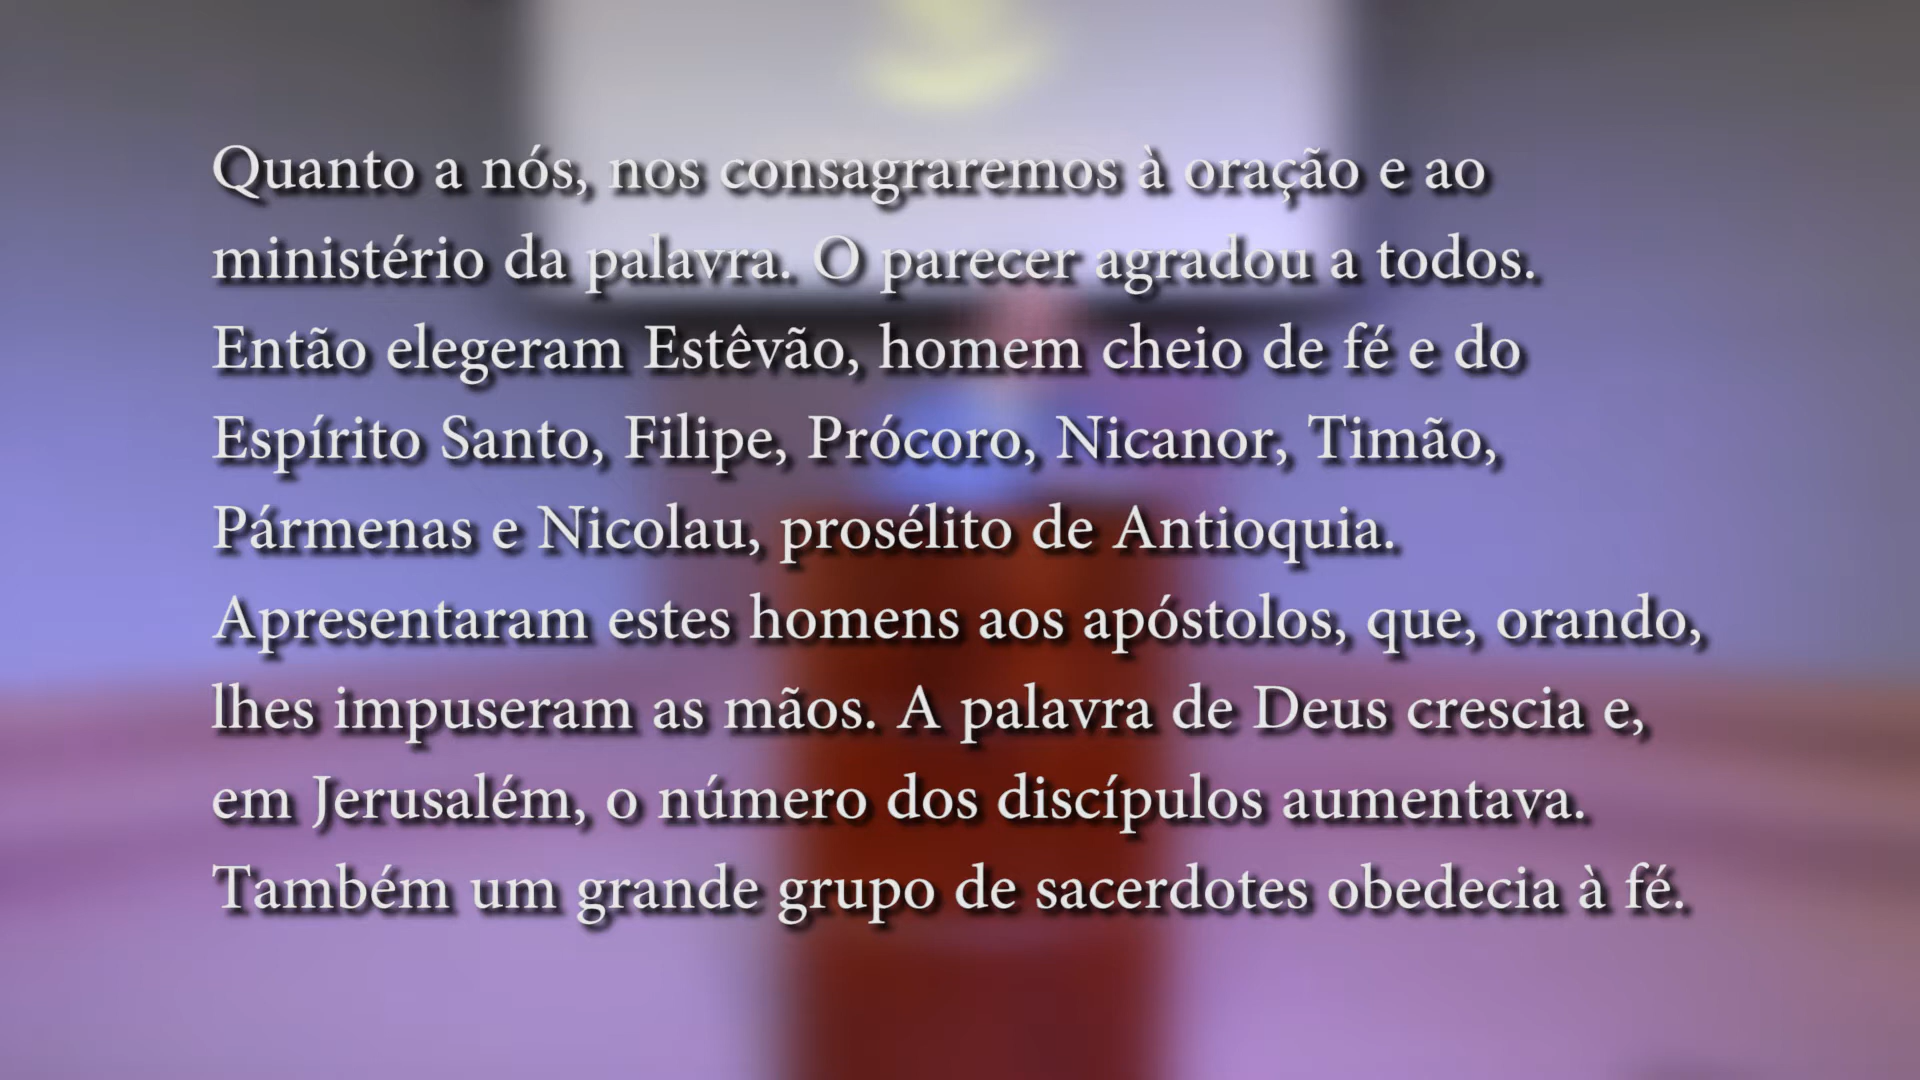 Quanto a nós, nos consagraremos à oração e ao
ministério da palavra. O parecer agradou a todos.
Então elegeram Estêvão, homem cheio de fé e do
Espírito Santo, Filipe, Prócoro, Nicanor, Timão,
Pármenas e Nicolau, prosélito de Antioquia.
Apresentaram estes homens aos apóstolos, que, orando,
lhes impuseram as mãos. A palavra de Deus crescia e,
em Jerusalém, o número dos discípulos aumentava.
Também um grande grupo de sacerdotes obedecia à fé.